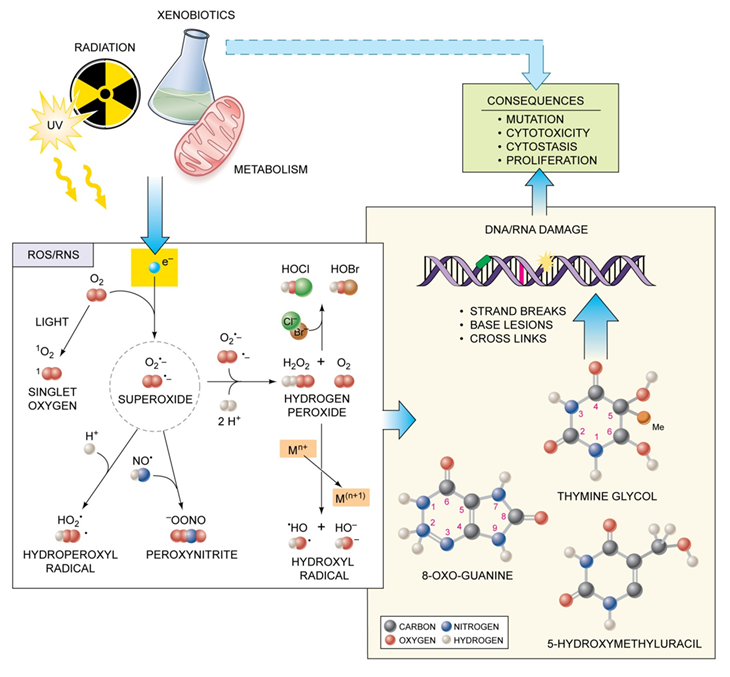 XENOBIOTICS
RADIATION
UV
METABOLISM
CONSEQUENCES
• MUTATION
• CYTOTOXICITY
• CYTOSTASIS
• PROLIFERATION
ROS/RNS
e–
O2
LIGHT
1O2
1
SINGLET
OXYGEN
O2•–
•–
SUPEROXIDE
O2•–
•–
2 H+
HOCl
HOBr
Cl–
Br–
H2O2 + O2
HYDROGEN
PEROXIDE
Mn+
M(n+1)
•HO + HO–
• –
HYDROXYL
RADICAL
H+
NO•
HO2•
•
HYDROPEROXYL
RADICAL
–OONO
PEROXYNITRITE
DNA/RNA DAMAGE
• STRAND BREAKS
• BASE LESIONS
• CROSS LINKS
4
3
5
Me
2
6
1
THYMINE GLYCOL
6
7
1
5
8
2
4
3
9
8-OXO-GUANINE
5-HYDROXYMETHYLURACIL
CARBON
NITROGEN
OXYGEN
HYDROGEN